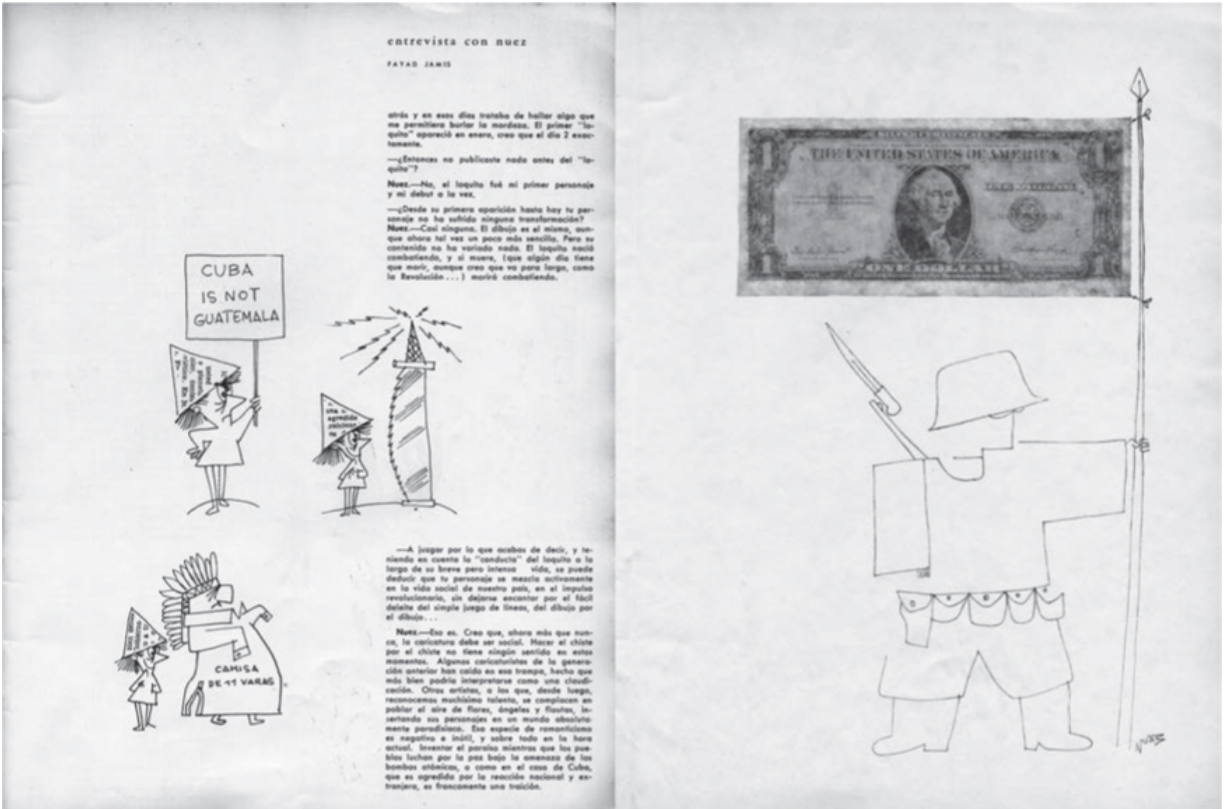 entrevista con nuez
FAYAD JAMIS
atrás y en esos días trataba de hallar algo que
me permitiera burlar la mordaza. El primer "lo-
quito" apareció en enero, creo que el día 2 exac-
tamente.
—¿Entonces no publicaste nada antes del "lo-
quito"?
Nuez.—No, el loquito fué mi primer personaje
y mi debut a la vez.
—¿Desde su primera aparición hasta hoy tu per-
sonaje no ha sufrido ninguna transformación?
Nuez.—Casi ninguna. El dibujo es el mismo, aun-
que ahora tal vez un poco más sencillo. Pero su
contenido no ha variado nada. El loquito nació
combatiendo, y si muere, (que algún día tiene
que morir, aunque creo que va para largo, como
la Revolución...) morirá combatiendo.
CUBA
IS NOT
GUATEMALA
CAMISA
DE 11 VARAS
—A juzgar por lo que acabas de decir, y te-
niendo en cuenta la "conducta" del loquito a lo
largo de su breve pero intensa vida, se puede
deducir que tu personaje se mezcla activamente
en la vida social de nuestro país, en el impulso
revolucionario, sin dejarse encantar por el fácil
deleite del simple juego de líneas, del dibujo por
el dibujo...
Nuez.—Eso es. Creo que, ahora más que nun-
ca, la caricatura debe ser social. Hacer el chiste
por el chiste no tiene ningún sentido en estos
momentos. Algunos caricaturistas de la genera-
ción anterior han caído en esa trampa, hecho que
más bien podría interpretarse como una claudi-
cación. Otros artistas, a los que, desde luego,
reconocemos muchísimo talento, se complacen en
poblar el aire de flores, ángeles y flautas, in-
sertando sus personajes en un mundo absoluta-
mente paradisíaco. Esa especie de romanticismo
es negativo e inútil, y sobre todo en la hora
actual. Inventar el paraíso mientras que los pue-
blos luchan por la paz bajo la amenaza de las
bombas atómicas, o como en el caso de Cuba,
que es agredida por la reacción nacional y ex-
tranjera, es francamente una traición.
1
1
THE UNITED STATES OF AMERICA
ONE DOLLAR
1
1
ONE DOLLAR
NUEZ